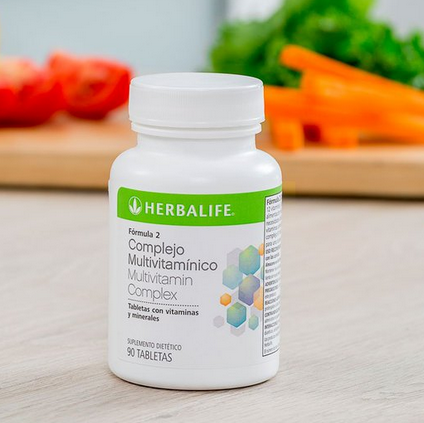 HERBALIFE
Fórmula 2
Complejo
Multivitamínico
Multivitamin
Complex
Tabletas con vitaminas
y minerales
SUPLEMENTO DIETÉTICO
90 TABLETAS